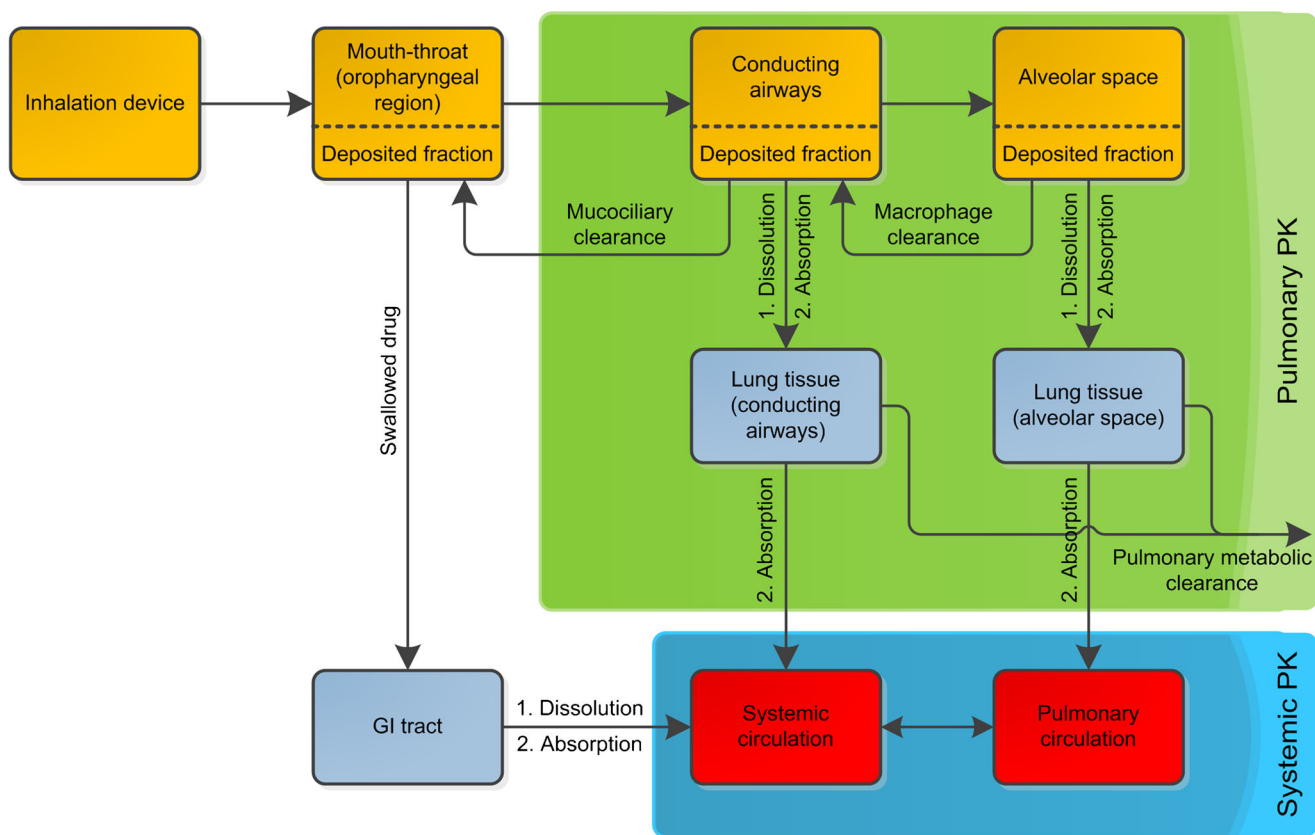 Inhalation device
Mouth-throat
(oropharyngeal
region)
Deposited fraction
Conducting
airways
Deposited fraction
Alveolar space
Deposited fraction
Mucociliary
clearance
Macrophage
clearance
1. Dissolution
2. Absorption
1. Dissolution
2. Absorption
Pulmonary PK
Swallowed drug
Lung tissue
(conducting
airways)
Lung tissue
(alveolar space)
2. Absorption
2. Absorption
Pulmonary metabolic
clearance
GI tract
1. Dissolution
2. Absorption
Systemic
circulation
Pulmonary
circulation
Systemic PK